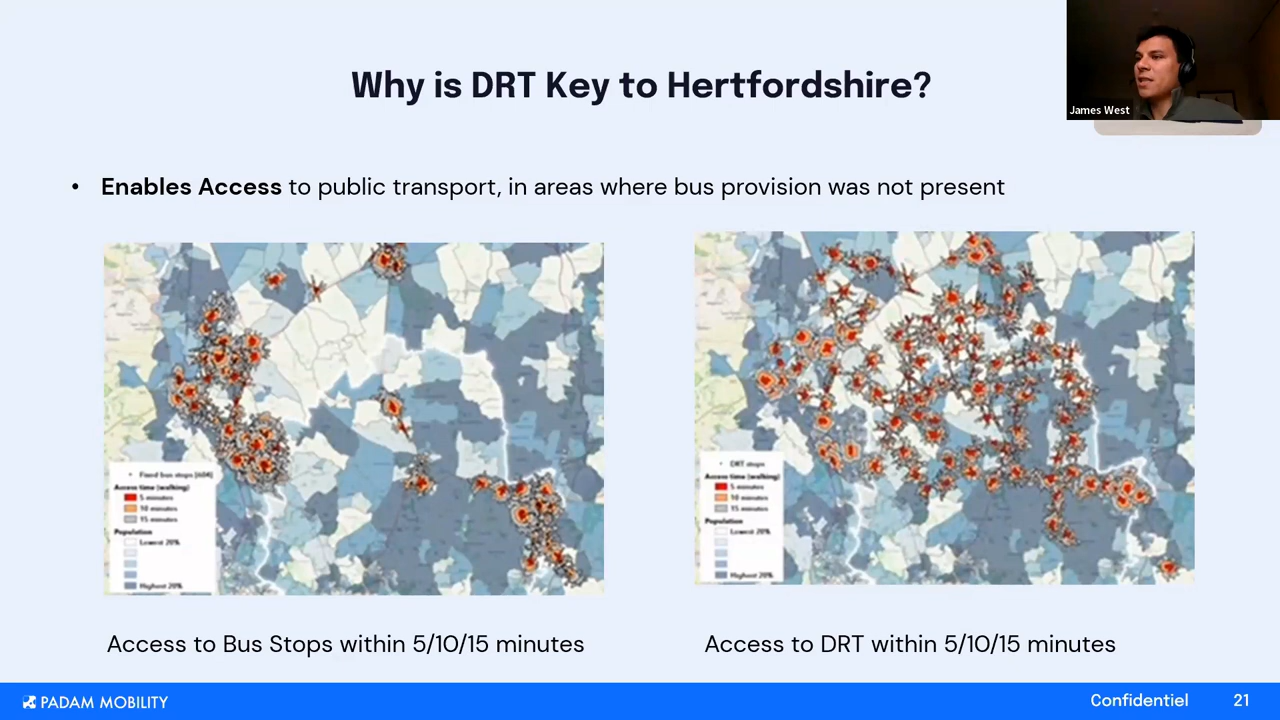 James West
Why is DRT Key to Hertfordshire?
• Enables Access to public transport, in areas where bus provision was not present
Fixed bus stops
Access time (walking)
5 minutes
10 minutes
15 minutes
Population
Lowest 20%
Highest 20%
DRT stops
Access time (walking)
5 minutes
10 minutes
15 minutes
Population
Lowest 20%
Highest 20%
Access to Bus Stops within 5/10/15 minutes
Access to DRT within 5/10/15 minutes
PADAM MOBILITY
Confidentiel
21